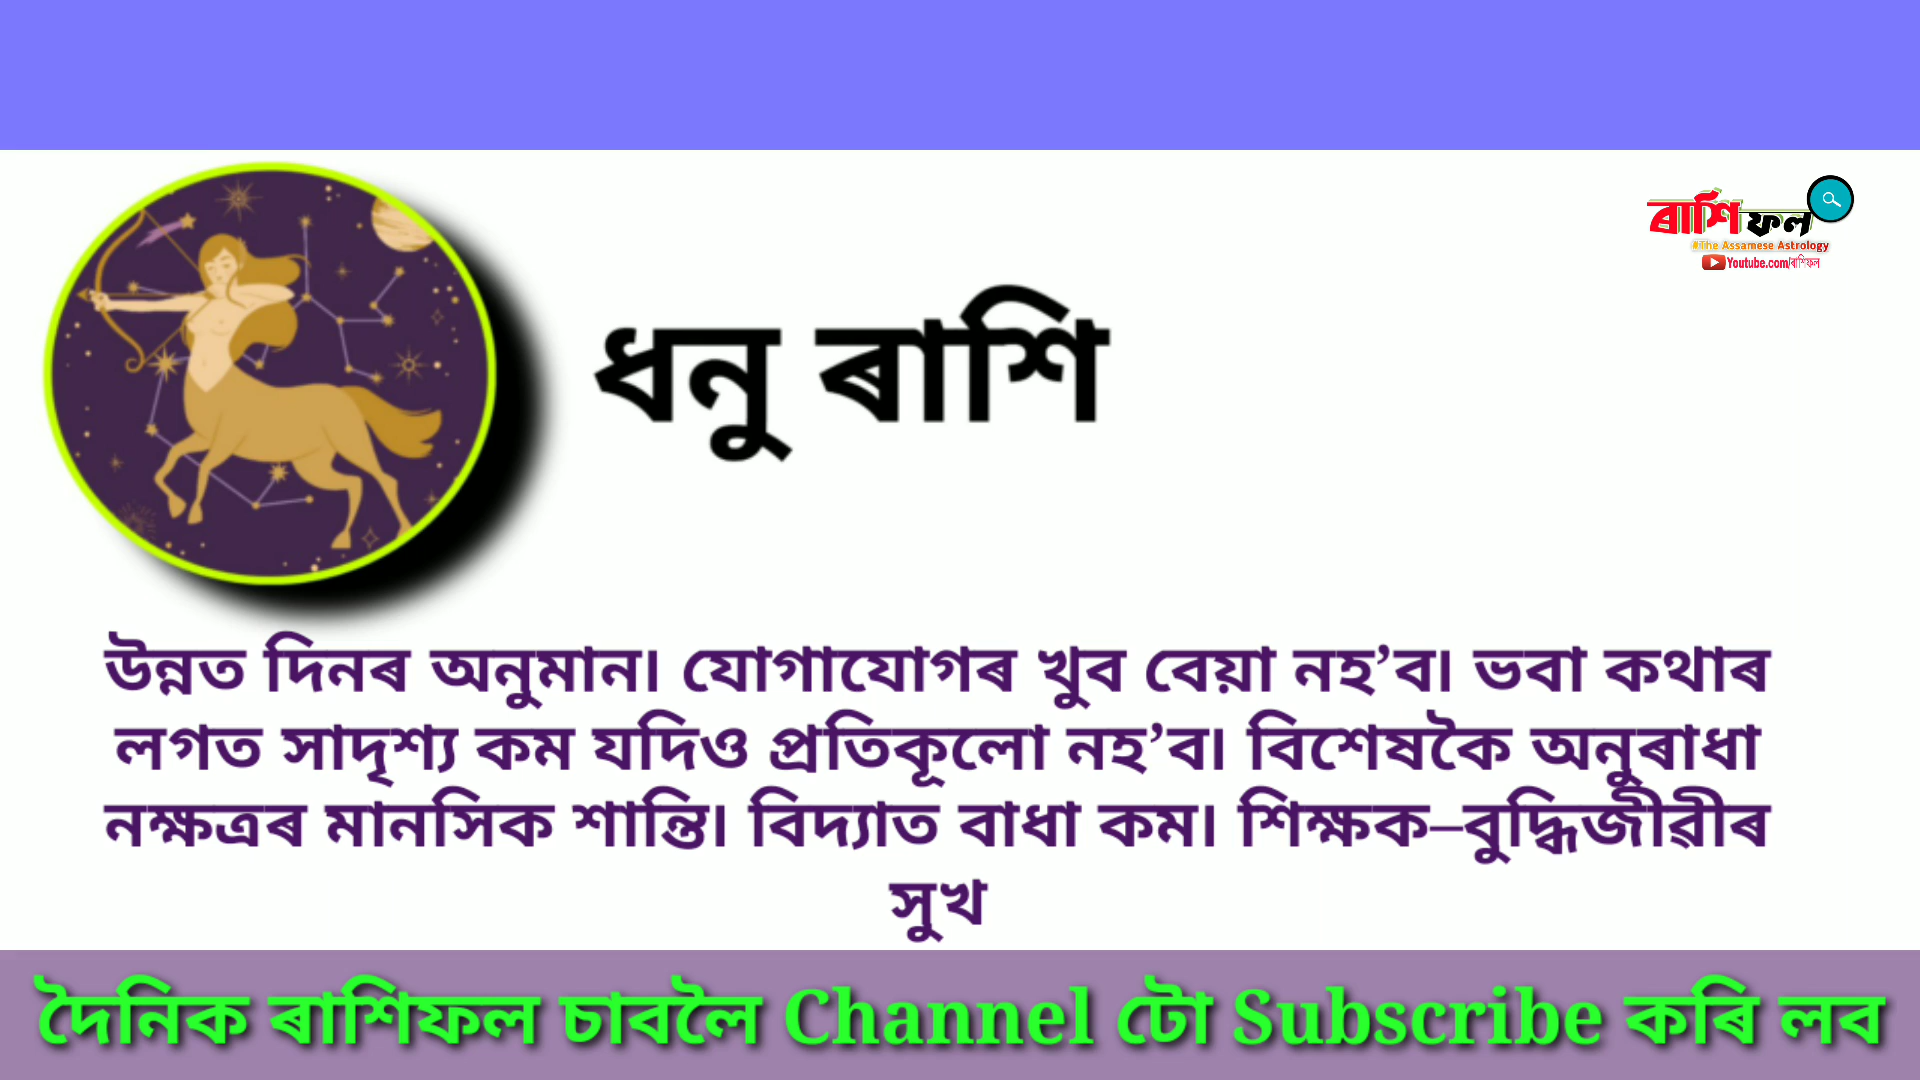 ৰাশি ফল
#The Assamese Astrology
Youtube.com/ৰাশিফল
ধনু ৰাশি
উন্নত দিনৰ অনুমান। যোগাযোগৰ খুব বেয়া নহ’ব। ভবা কথাৰ
লগত সাদৃশ্য কম যদিও প্ৰতিকূলো নহ’ব। বিশেষকৈ অনুৰাধা
নক্ষত্ৰৰ মানসিক শান্তি। বিদ্যাত বাধা কম। শিক্ষক–বুদ্ধিজীৱীৰ
সুখ
দৈনিক ৰাশিফল চাবলৈ Channel টো Subscribe কৰি লব